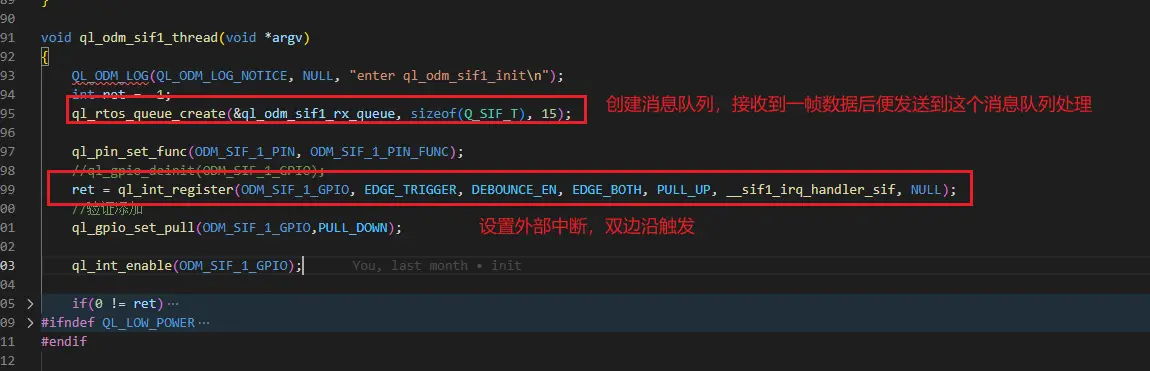 89 }
90
91 void ql_odm_sif1_thread(void *argv)
92 {
93 QL_ODM_LOG(QL_ODM_LOG_NOTICE, NULL, "enter ql_odm_sif1_init\n");
94 int ret = -1;
95 ql_rtos_queue_create(&ql_odm_sif1_rx_queue, sizeof(Q_SIF_T), 15); 创建消息队列，接收到一帧数据后便发送到这个消息队列处理
96
97 ql_pin_set_func(ODM_SIF_1_PIN, ODM_SIF_1_PIN_FUNC);
98 //ql_gpio_deinit(ODM_SIF_1_GPIO);
99 ret = ql_int_register(ODM_SIF_1_GPIO, EDGE_TRIGGER, DEBOUNCE_EN, EDGE_BOTH, PULL_UP, __sif1_irq_handler_sif, NULL);
00 //验证添加
01 ql_gpio_set_pull(ODM_SIF_1_GPIO,PULL_DOWN); 设置外部中断，双边沿触发
02
03 ql_int_enable(ODM_SIF_1_GPIO); You, last month • init
04
05 if(0 != ret)…
09 #ifndef QL_LOW_POWER…
11 #endif
12